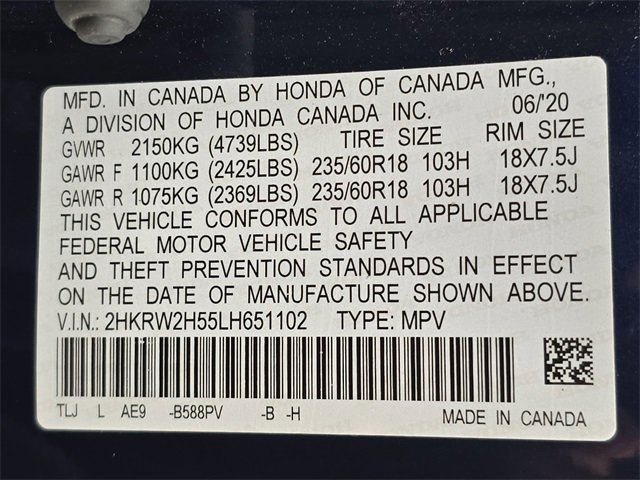 MFD. IN CANADA BY HONDA OF CANADA MFG.,
A DIVISION OF HONDA CANADA INC. 06/'20
GVWR 2150KG (4739LBS) TIRE SIZE RIM SIZE
GAWR F 1100KG (2425LBS) 235/60R18 103H 18X7.5J
GAWR R 1075KG (2369LBS) 235/60R18 103H 18X7.5J
THIS VEHICLE CONFORMS TO ALL APPLICABLE
FEDERAL MOTOR VEHICLE SAFETY
AND THEFT PREVENTION STANDARDS IN EFFECT
ON THE DATE OF MANUFACTURE SHOWN ABOVE.
V.I.N.: 2HKRW2H55LH651102 TYPE: MPV
TLJ L AE9 -B588PV -B -H
MADE IN CANADA